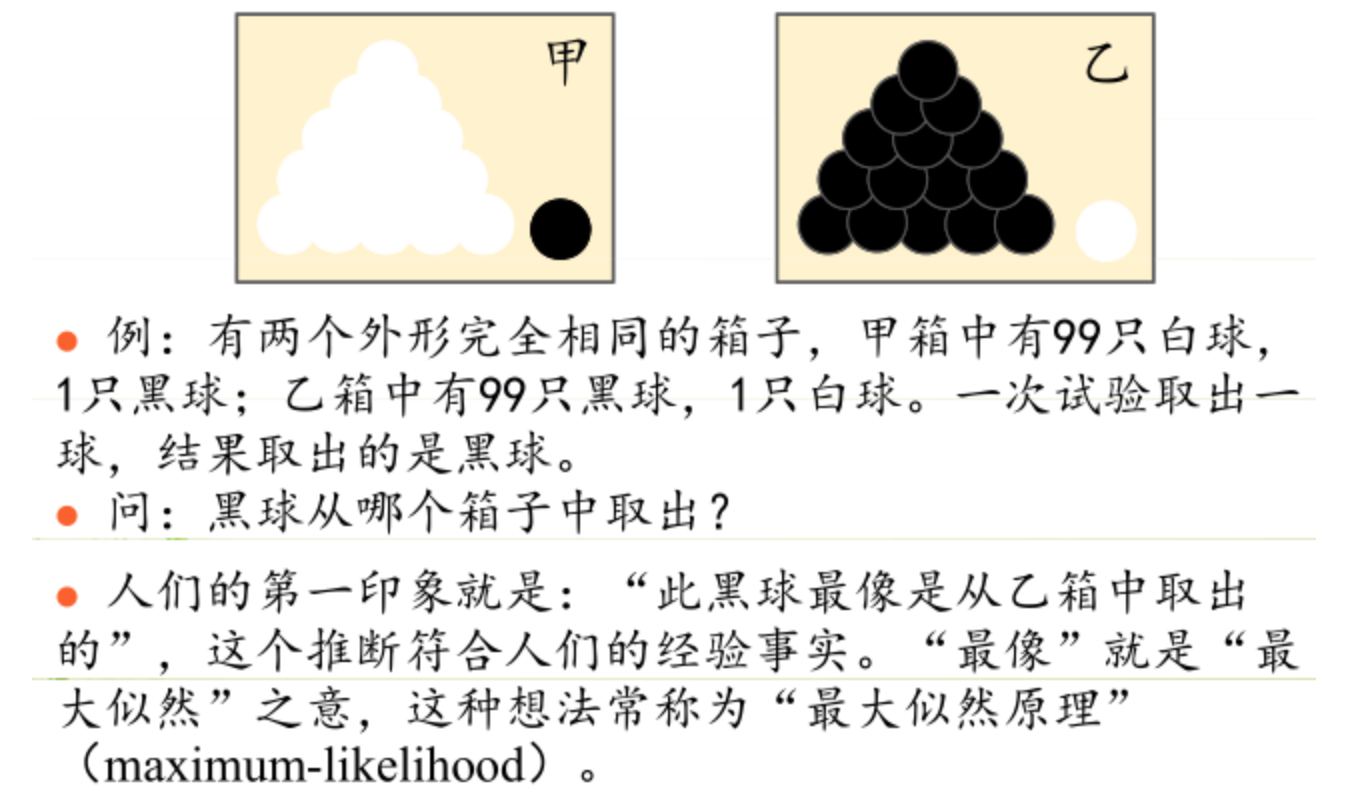 甲
乙
● 例：有两个外形完全相同的箱子，甲箱中有99只白球，
1只黑球；乙箱中有99只黑球，1只白球。一次试验取出一
球，结果取出的是黑球。
● 问：黑球从哪个箱子中取出？
● 人们的第一印象就是：“此黑球最像是从乙箱中取出
的”，这个推断符合人们的经验事实。“最像”就是“最
大似然”之意，这种想法常称为“最大似然原理”
（maximum-likelihood）。